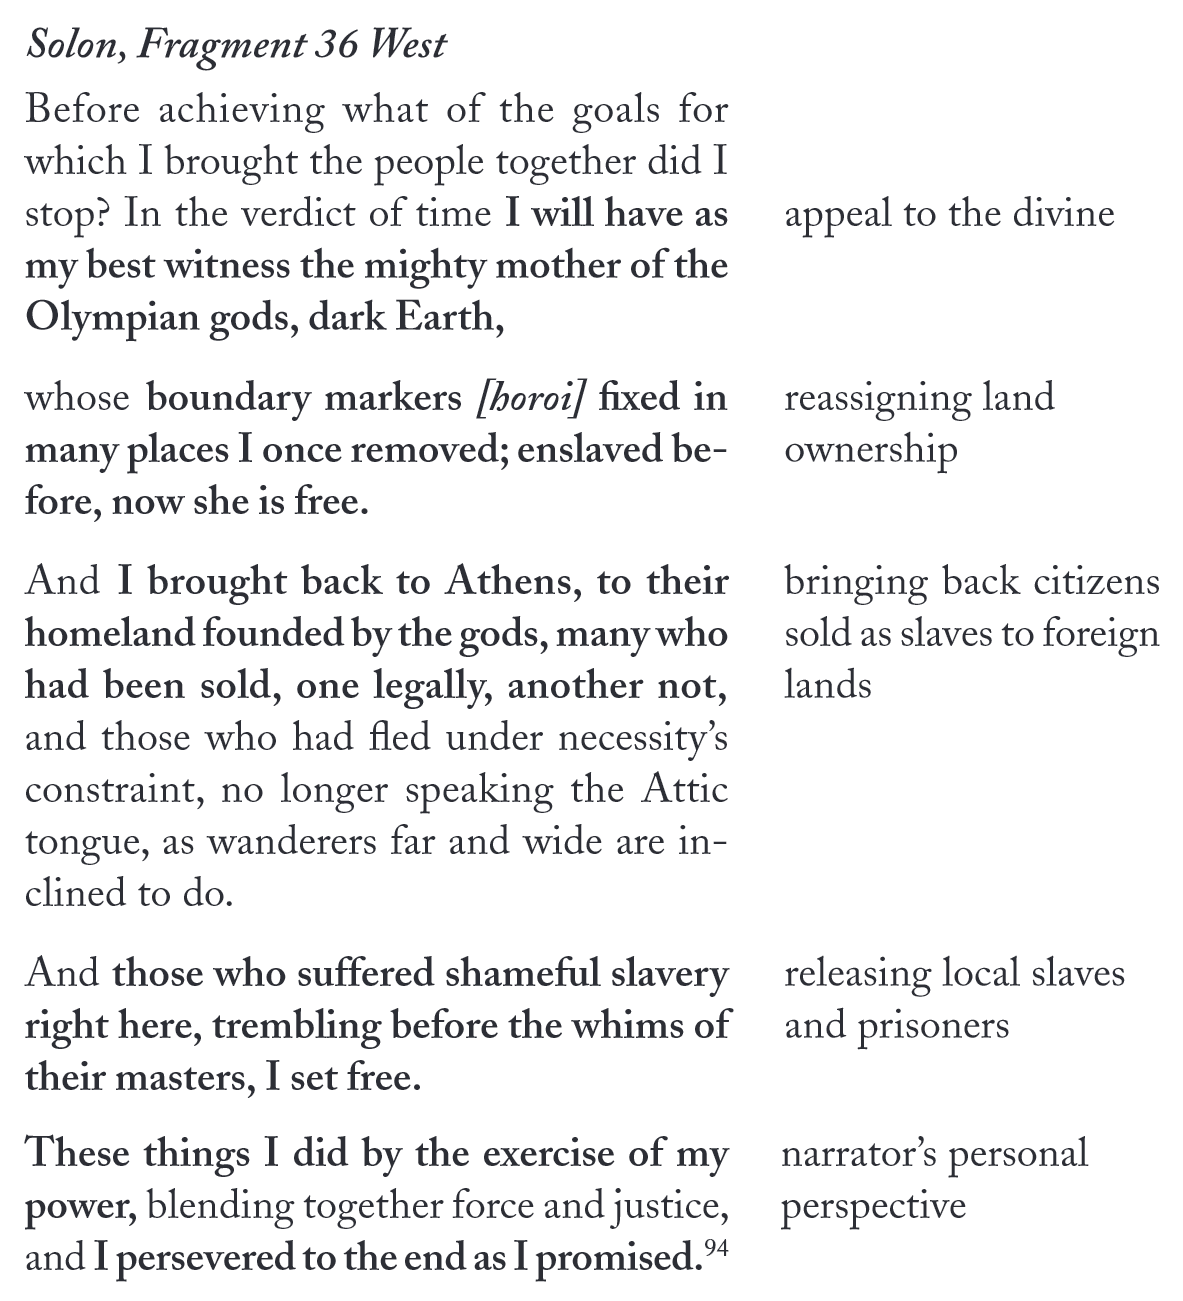 Solon, Fragment 36 West
Before achieving what of the goals for
which I brought the people together did I
stop? In the verdict of time I will have as
my best witness the mighty mother of the
Olympian gods, dark Earth,
appeal to the divine
whose boundary markers [horoi] fixed in
many places I once removed; enslaved be-
fore, now she is free.
reassigning land
ownership
And I brought back to Athens, to their
homeland founded by the gods, many who
had been sold, one legally, another not,
and those who had fled under necessity’s
constraint, no longer speaking the Attic
tongue, as wanderers far and wide are in-
clined to do.
bringing back citizens
sold as slaves to foreign
lands
And those who suffered shameful slavery
right here, trembling before the whims of
their masters, I set free.
releasing local slaves
and prisoners
These things I did by the exercise of my
power, blending together force and justice,
and I persevered to the end as I promised.94
narrator’s personal
perspective